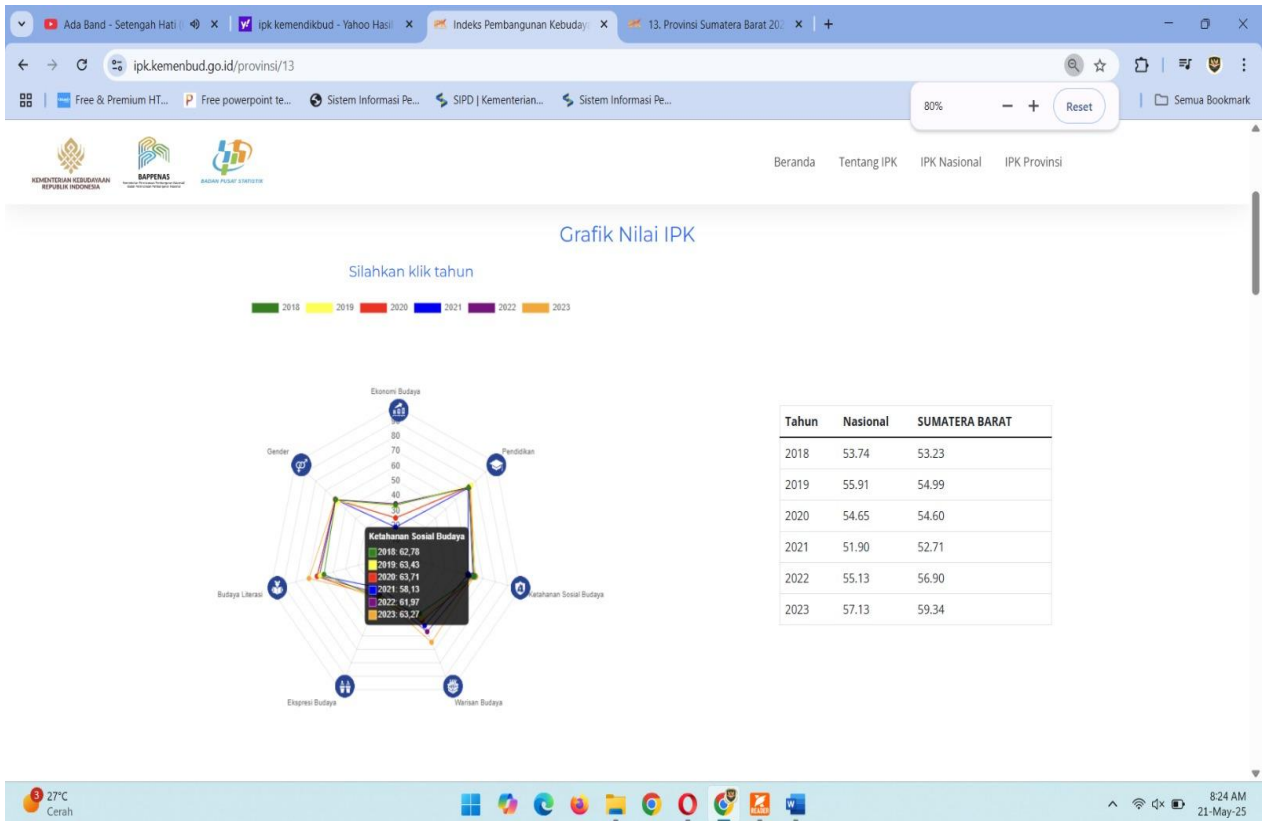 Ada Band - Setengah Hati (
ipk kemendikbud - Yahoo Hasil
Indeks Pembangunan Kebuday
13. Provinsi Sumatera Barat 202
ipk.kemenbud.go.id/provinsi/13
Free & Premium HT...
Free powerpoint te...
Sistem Informasi Pe...
SIPD | Kementerian...
Sistem Informasi Pe...
80%
Reset
Semua Bookmark
KEMENTERIAN KEBUDAYAAN
REPUBLIK INDONESIA
BAPPENAS
BADAN PUSAT STATISTIK
Beranda Tentang IPK IPK Nasional IPK Provinsi
Grafik Nilai IPK
Silahkan klik tahun
2018 2019 2020 2021 2022 2023
Ekonomi Budaya
80
70
60
50
40
30
Gender
Pendidikan
Ketahanan Sosial Budaya
2018: 62,78
2019: 63,43
2020: 63,71
2021: 58,13
2022: 61,97
2023: 63,27
Budaya Literasi
Ketahanan Sosial Budaya
Ekspresi Budaya
Warisan Budaya
Tahun Nasional SUMATERA BARAT
2018 53.74 53.23
2019 55.91 54.99
2020 54.65 54.60
2021 51.90 52.71
2022 55.13 56.90
2023 57.13 59.34
3
27°C
Cerah
8:24 AM
21-May-25